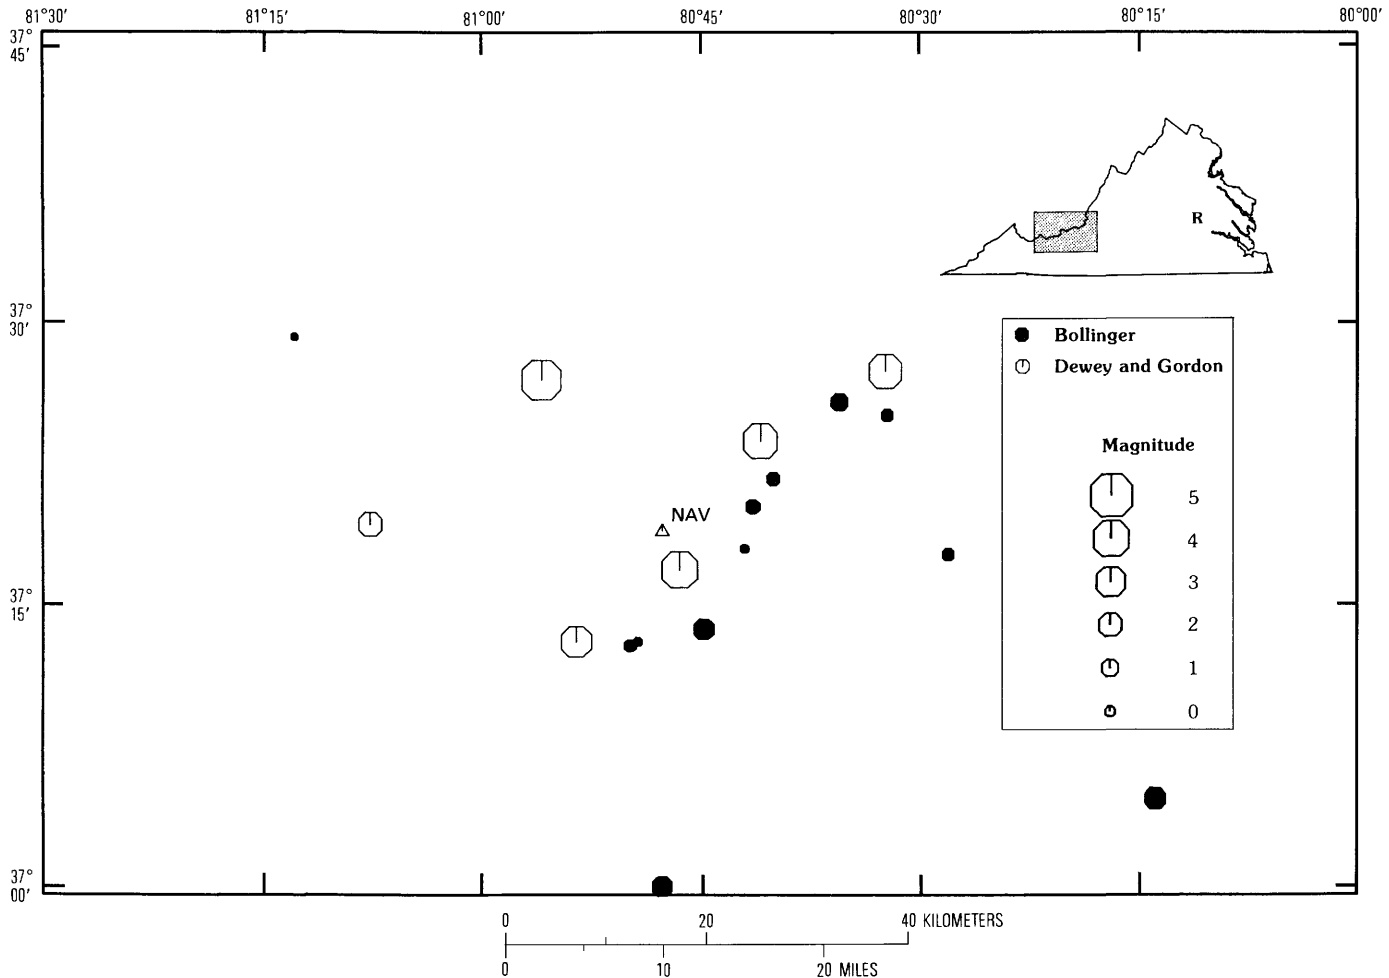 81°30′ 81°15′ 81°00′ 80°45′ 80°30′ 80°15′ 80°00′
37°
45′
R
37°
30′
Bollinger
Dewey and Gordon
Magnitude
5
NAV
4
3
37°
15′
2
1
0
37°
00′
0 20 40 KILOMETERS
0 10 20 MILES